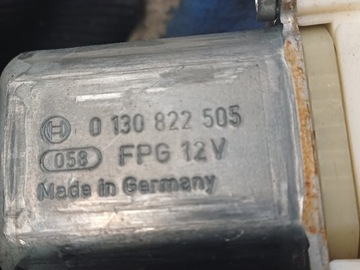 0 130 822 505
058 FPG 12V
Made in Germany